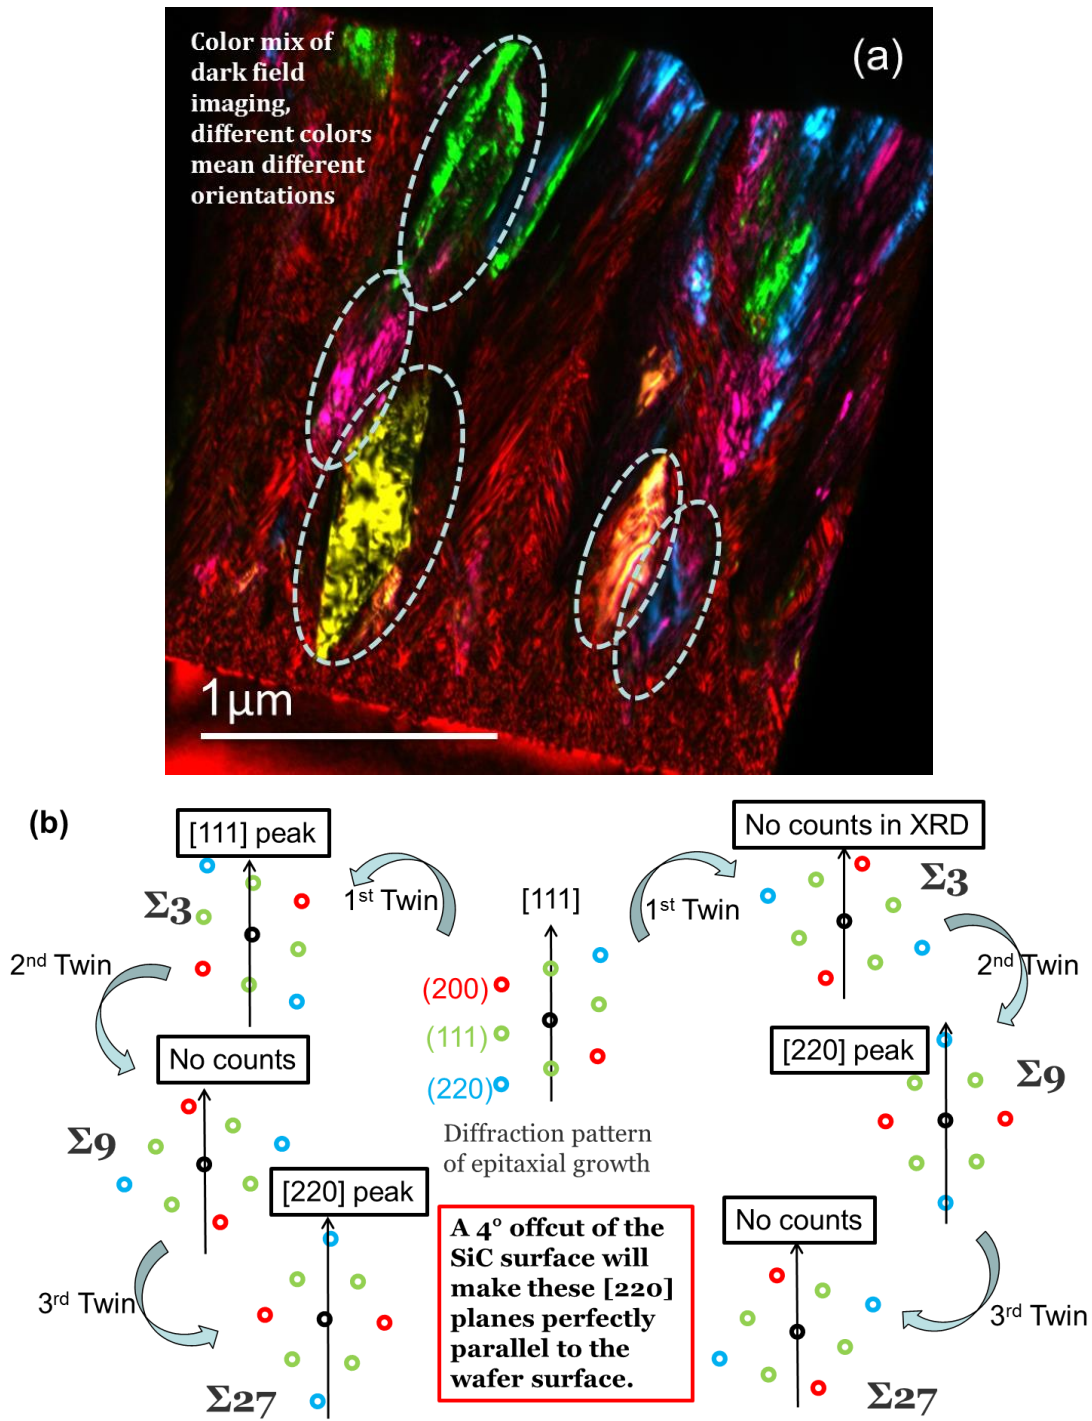 Color mix of
dark field
imaging,
different colors
mean different
orientations
(a)
1μm
(b)
[111] peak
No counts in XRD
Σ3
1st Twin
[111]
1st Twin
Σ3
2nd Twin
2nd Twin
(200)
(111)
(220)
No counts
[220] peak
Σ9
Σ9
Diffraction pattern
of epitaxial growth
[220] peak
No counts
A 4° offcut of the
SiC surface will
make these [220]
planes perfectly
parallel to the
wafer surface.
3rd Twin
3rd Twin
Σ27
Σ27